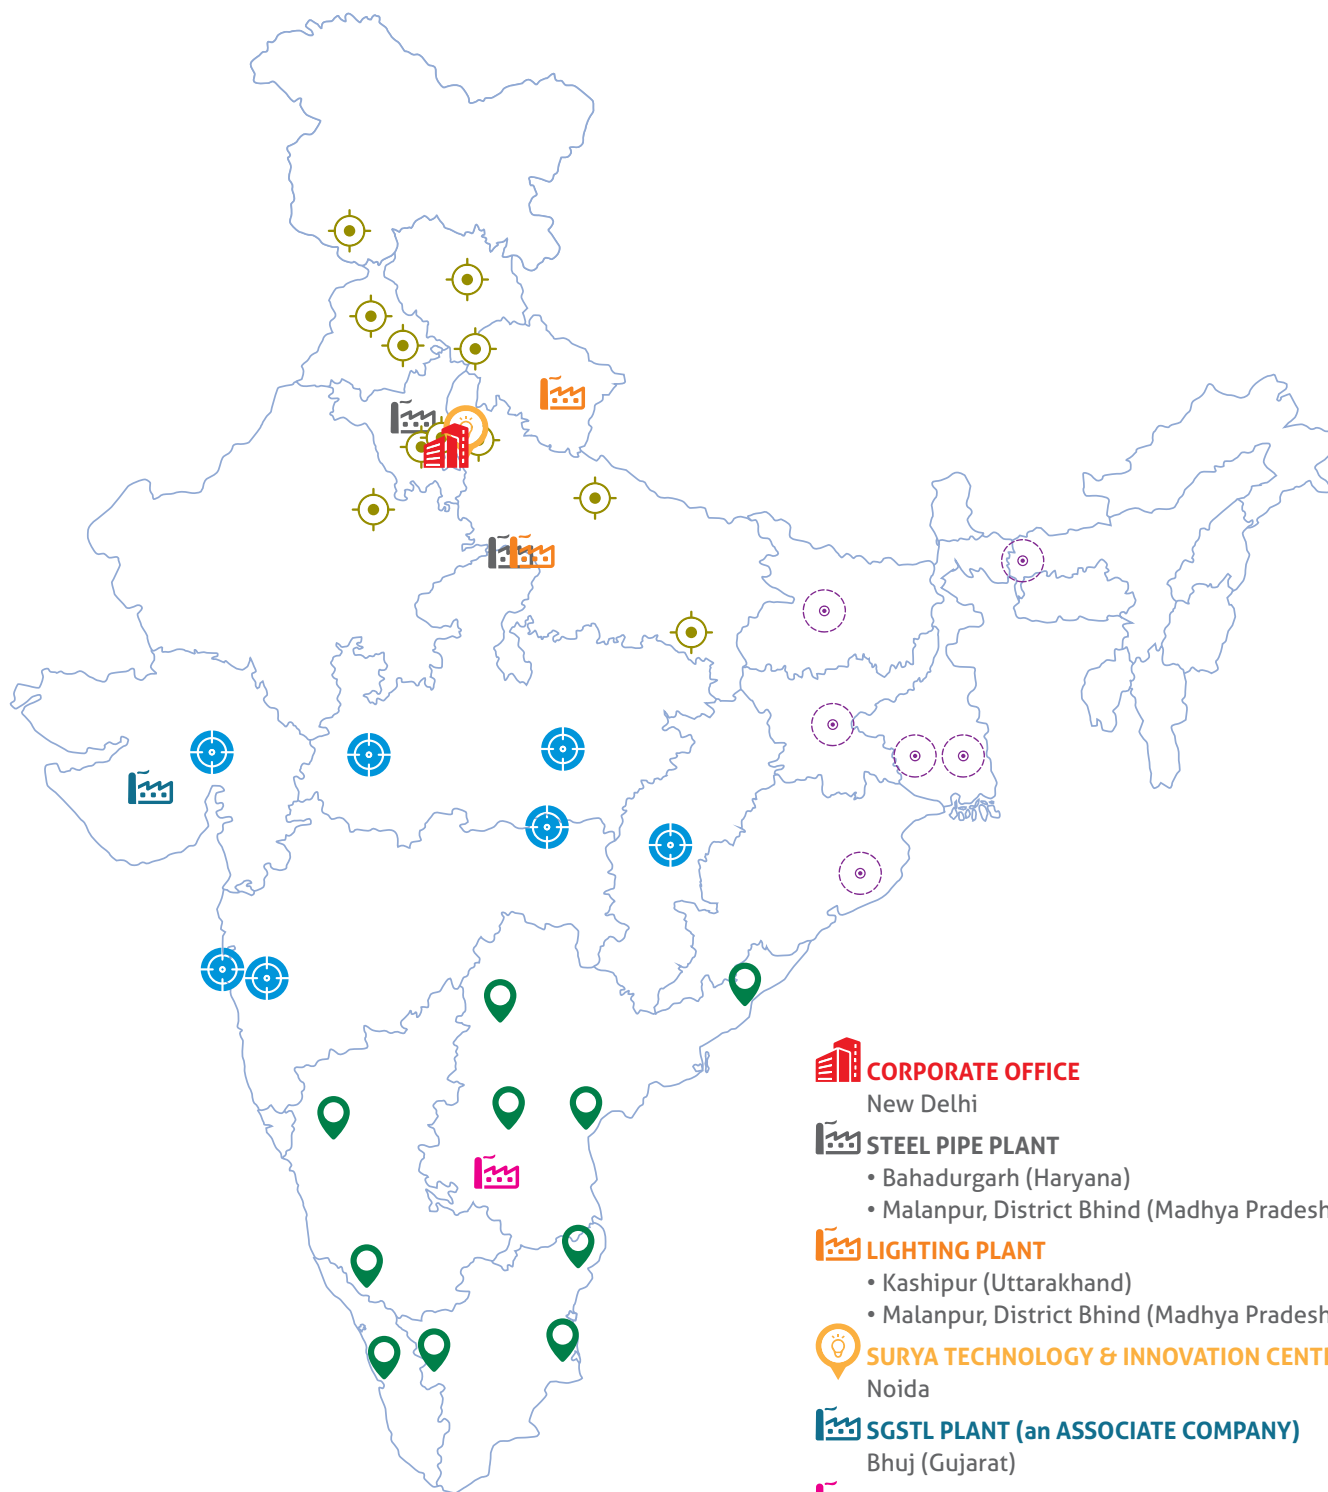 CORPORATE OFFICE
New Delhi
STEEL PIPE PLANT
• Bahadurgarh (Haryana)
• Malanpur, District Bhind (Madhya Pradesh
LIGHTING PLANT
• Kashipur (Uttarakhand)
• Malanpur, District Bhind (Madhya Pradesh
SURYA TECHNOLOGY & INNOVATION CENT
Noida
SGSTL PLANT (an ASSOCIATE COMPANY)
Bhuj (Gujarat)